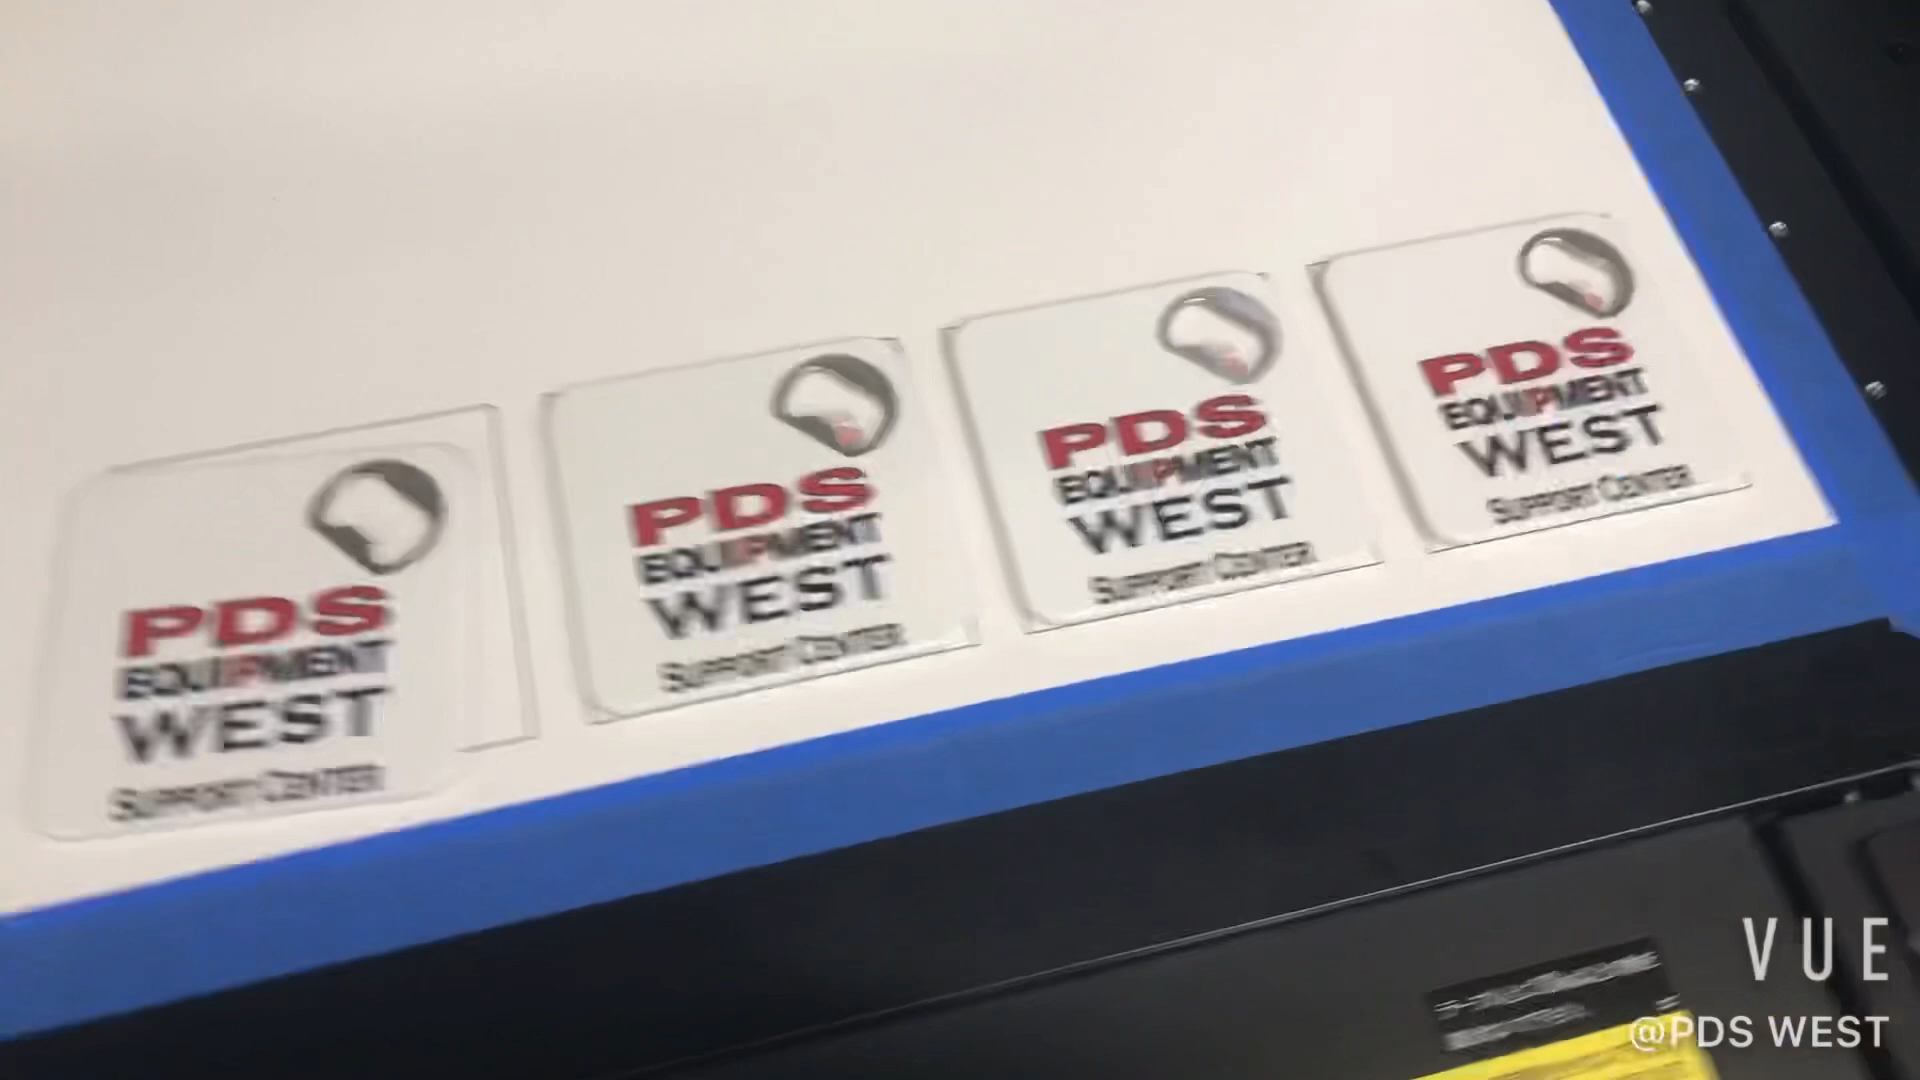 PDS
EQUIPMENT
WEST
SUPPORT CENTER
PDS
EQUIPMENT
WEST
SUPPORT CENTER
PDS
EQUIPMENT
WEST
SUPPORT CENTER
PDS
EQUIPMENT
WEST
SUPPORT CENTER
VUE
@PDS WEST